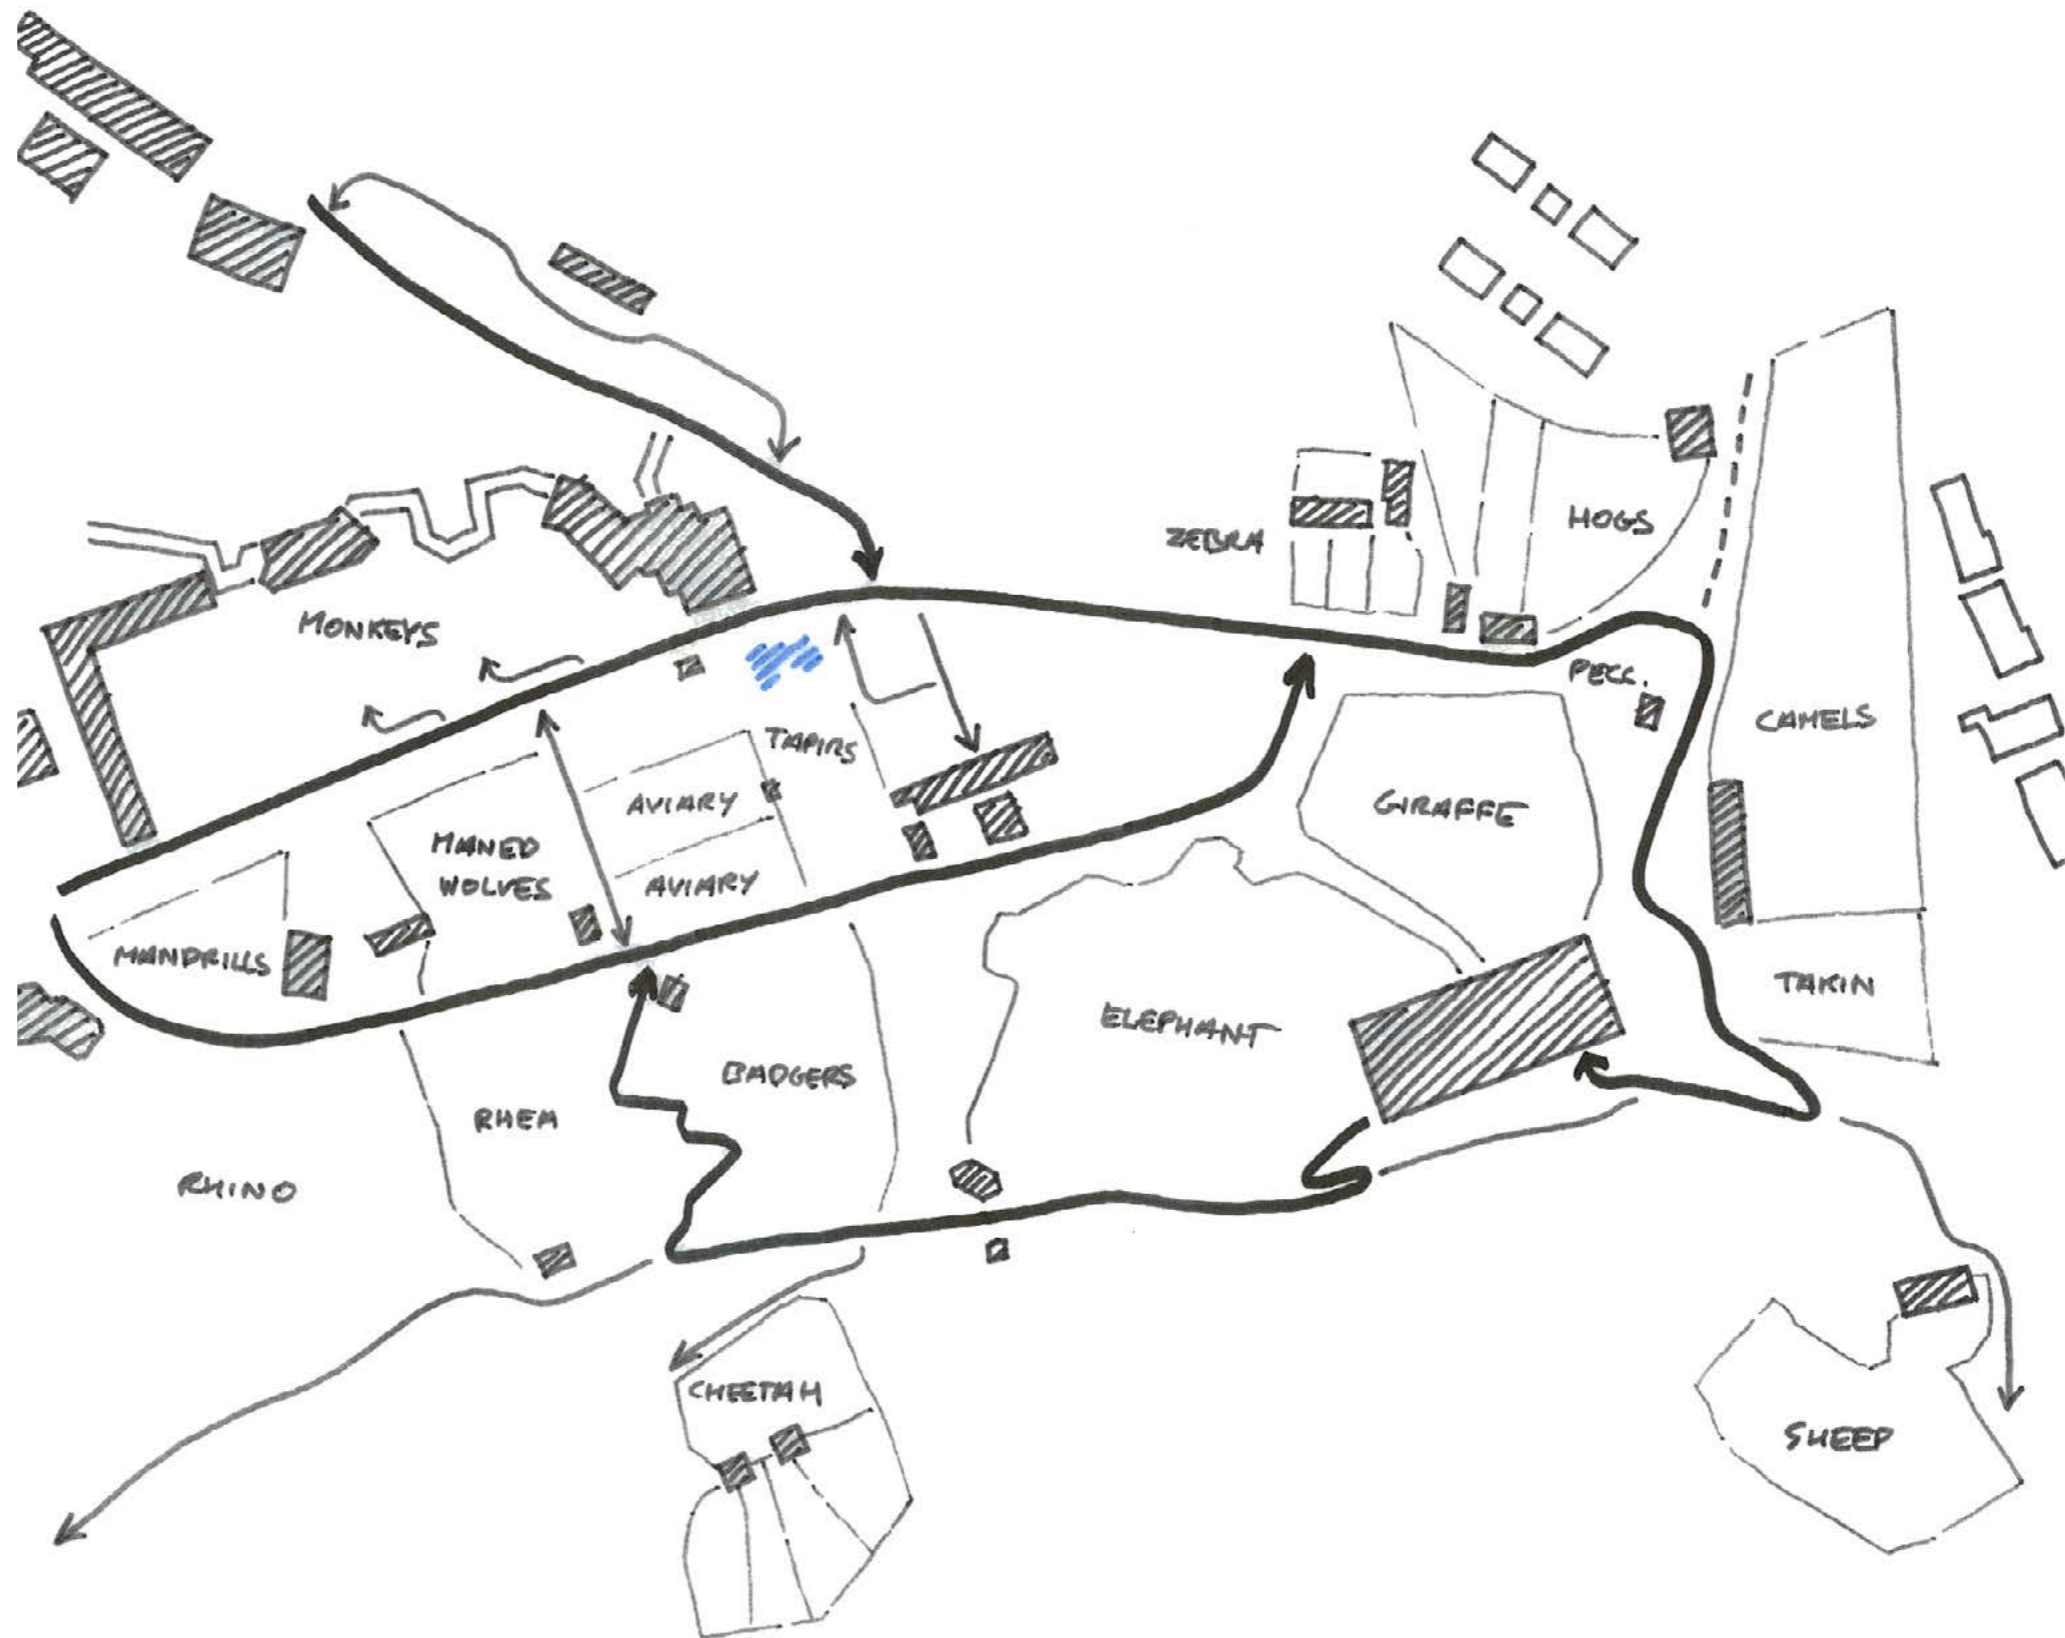 ZEBRA
HOGS
MONKEYS
PECC.
CAMELS
TAPIRS
AVIARY
GIRAFFE
MANED
WOLVES
AVIARY
MANDRILLS
TAKIN
ELEPHANT
BADGERS
RHEA
RHINO
CHEETAH
SHEEP